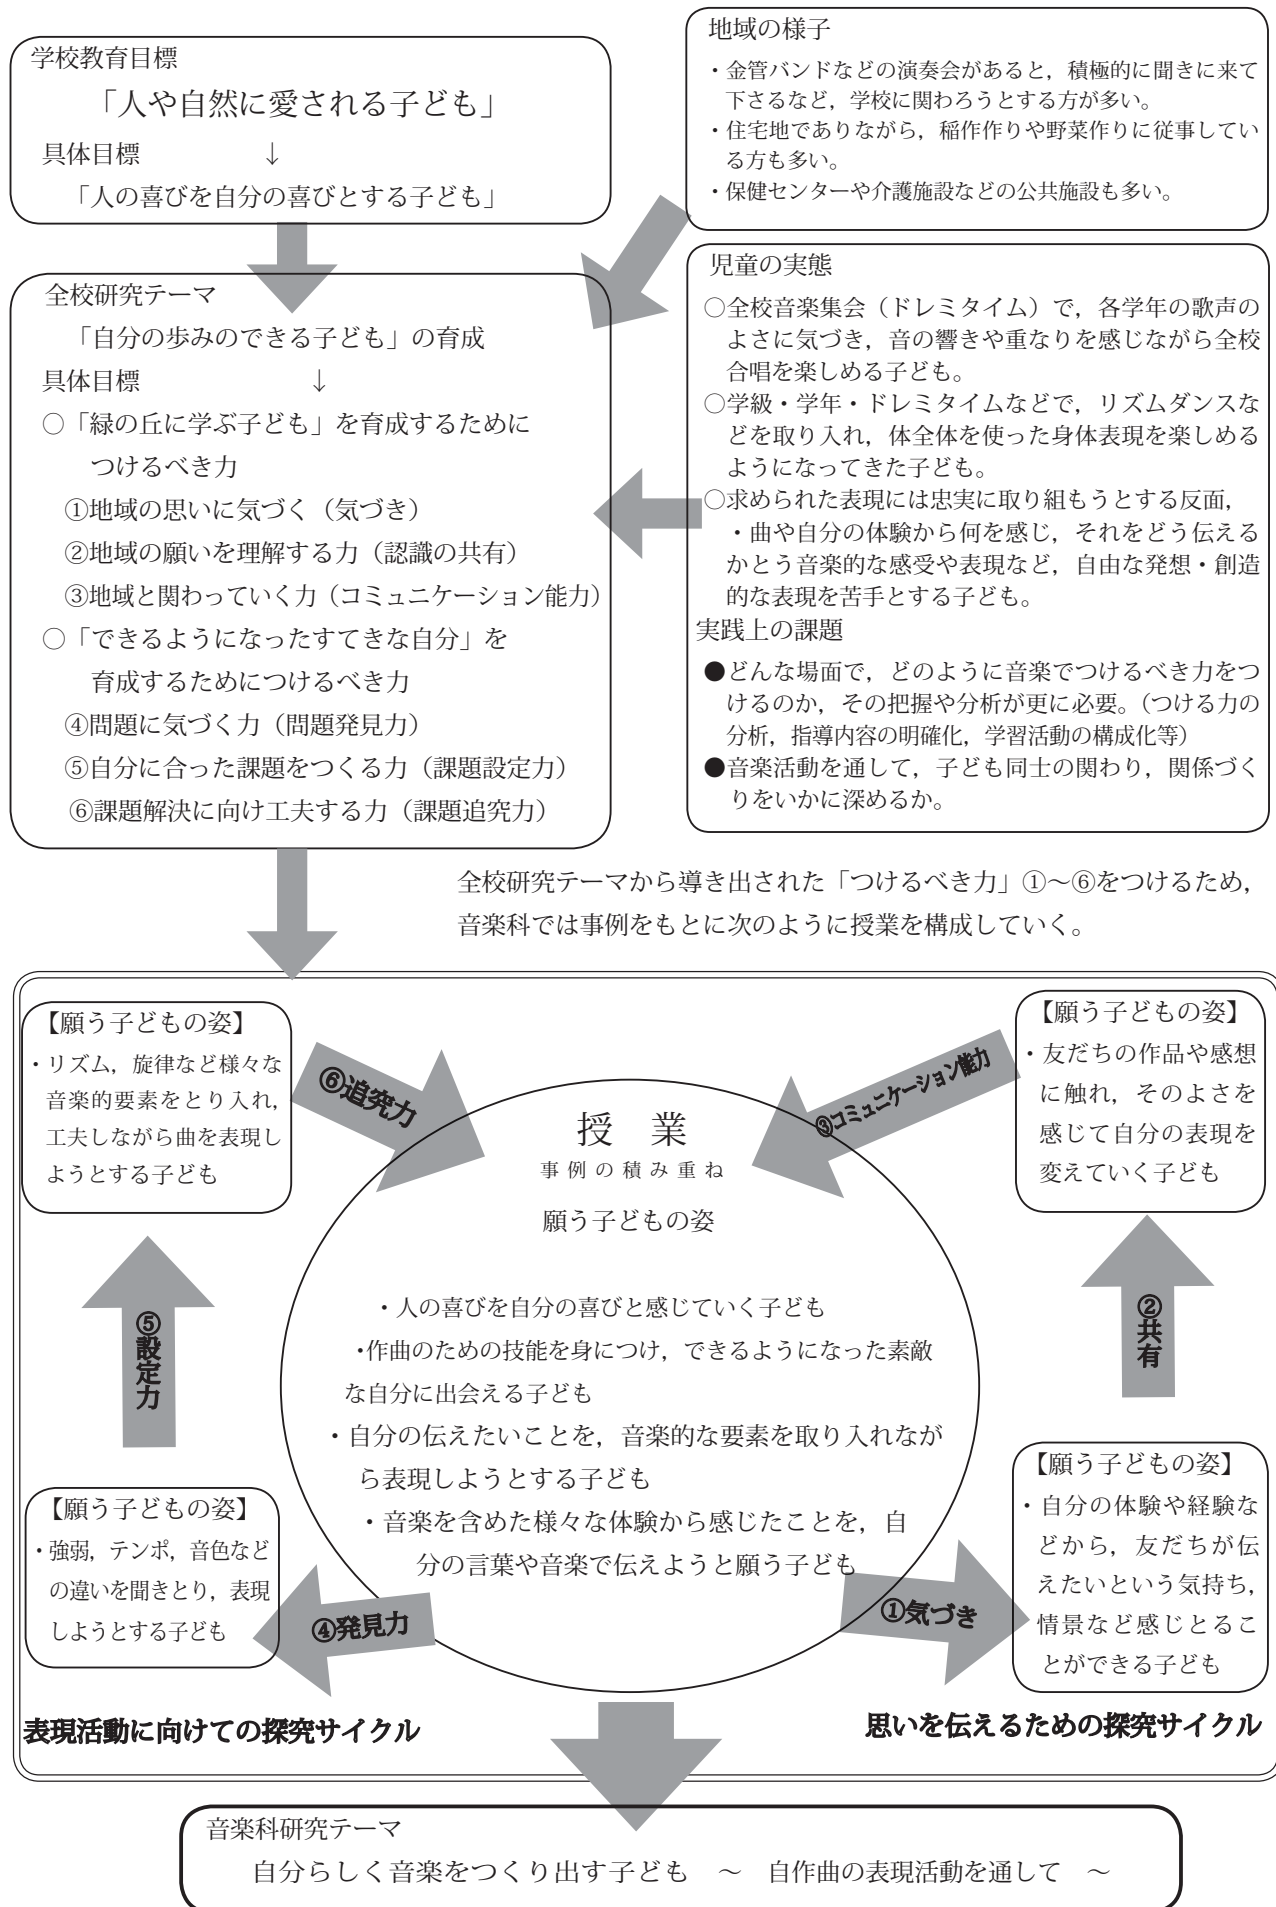 学校教育目標
「人や自然に愛される子ども」
具体目標　↓
「人の喜びを自分の喜びとする子ども」
地域の様子
・金管バンドなどの演奏会があると，積極的に聞きに来て
下さるなど，学校に関わろうとする方が多い。
・住宅地でありながら，稲作作りや野菜作りに従事してい
る方も多い。
・保健センターや介護施設などの公共施設も多い。
全校研究テーマ
「自分の歩みのできる子ども」の育成
具体目標　↓
○「緑の丘に学ぶ子ども」を育成するために
つけるべき力
①地域の思いに気づく（気づき）
②地域の願いを理解する力（認識の共有）
③地域と関わっていく力（コミュニケーション能力）
○「できるようになったすてきな自分」を
育成するためにつけるべき力
④問題に気づく力（問題発見力）
⑤自分に合った課題をつくる力（課題設定力）
⑥課題解決に向け工夫する力（課題追究力）
児童の実態
○全校音楽集会（ドレミタイム）で，各学年の歌声の
よさに気づき，音の響きや重なりを感じながら全校
合唱を楽しめる子ども。
○学級・学年・ドレミタイムなどで，リズムダンスな
どを取り入れ，体全体を使った身体表現を楽しめる
ようになってきた子ども。
○求められた表現には忠実に取り組もうとする反面，
・曲や自分の体験から何を感じ，それをどう伝える
かとう音楽的な感受や表現など，自由な発想・創造
的な表現を苦手とする子ども。
実践上の課題
●どんな場面で，どのように音楽でつけるべき力をつ
けるのか，その把握や分析が更に必要。（つける力の
分析，指導内容の明確化，学習活動の構成化等）
●音楽活動を通して，子ども同士の関わり，関係づく
りをいかに深めるか。
全校研究テーマから導き出された「つけるべき力」①～⑥をつけるため，
音楽科では事例をもとに次のように授業を構成していく。
【願う子どもの姿】
・リズム，旋律など様々な
音楽的要素をとり入れ，
工夫しながら曲を表現し
ようとする子ども
⑥追究力
③コミュニケーション能力
【願う子どもの姿】
・友だちの作品や感想
に触れ，そのよさを
感じて自分の表現を
変えていく子ども
授　業
事例の積み重ね
願う子どもの姿
・人の喜びを自分の喜びと感じていく子ども
・作曲のための技能を身につけ，できるようになった素敵
な自分に出会える子ども
・自分の伝えたいことを，音楽的な要素を取り入れなが
ら表現しようとする子ども
・音楽を含めた様々な体験から感じたことを，自
分の言葉や音楽で伝えようと願う子ども
⑤設定力
②共有
【願う子どもの姿】
・強弱，テンポ，音色など
の違いを聞きとり，表現
しようとする子ども
④発見力
①気づき
【願う子どもの姿】
・自分の体験や経験な
どから，友だちが伝
えたいという気持ち，
情景など感じとるこ
とができる子ども
表現活動に向けての探究サイクル
思いを伝えるための探究サイクル
音楽科研究テーマ
自分らしく音楽をつくり出す子ども　～　自作曲の表現活動を通して　～